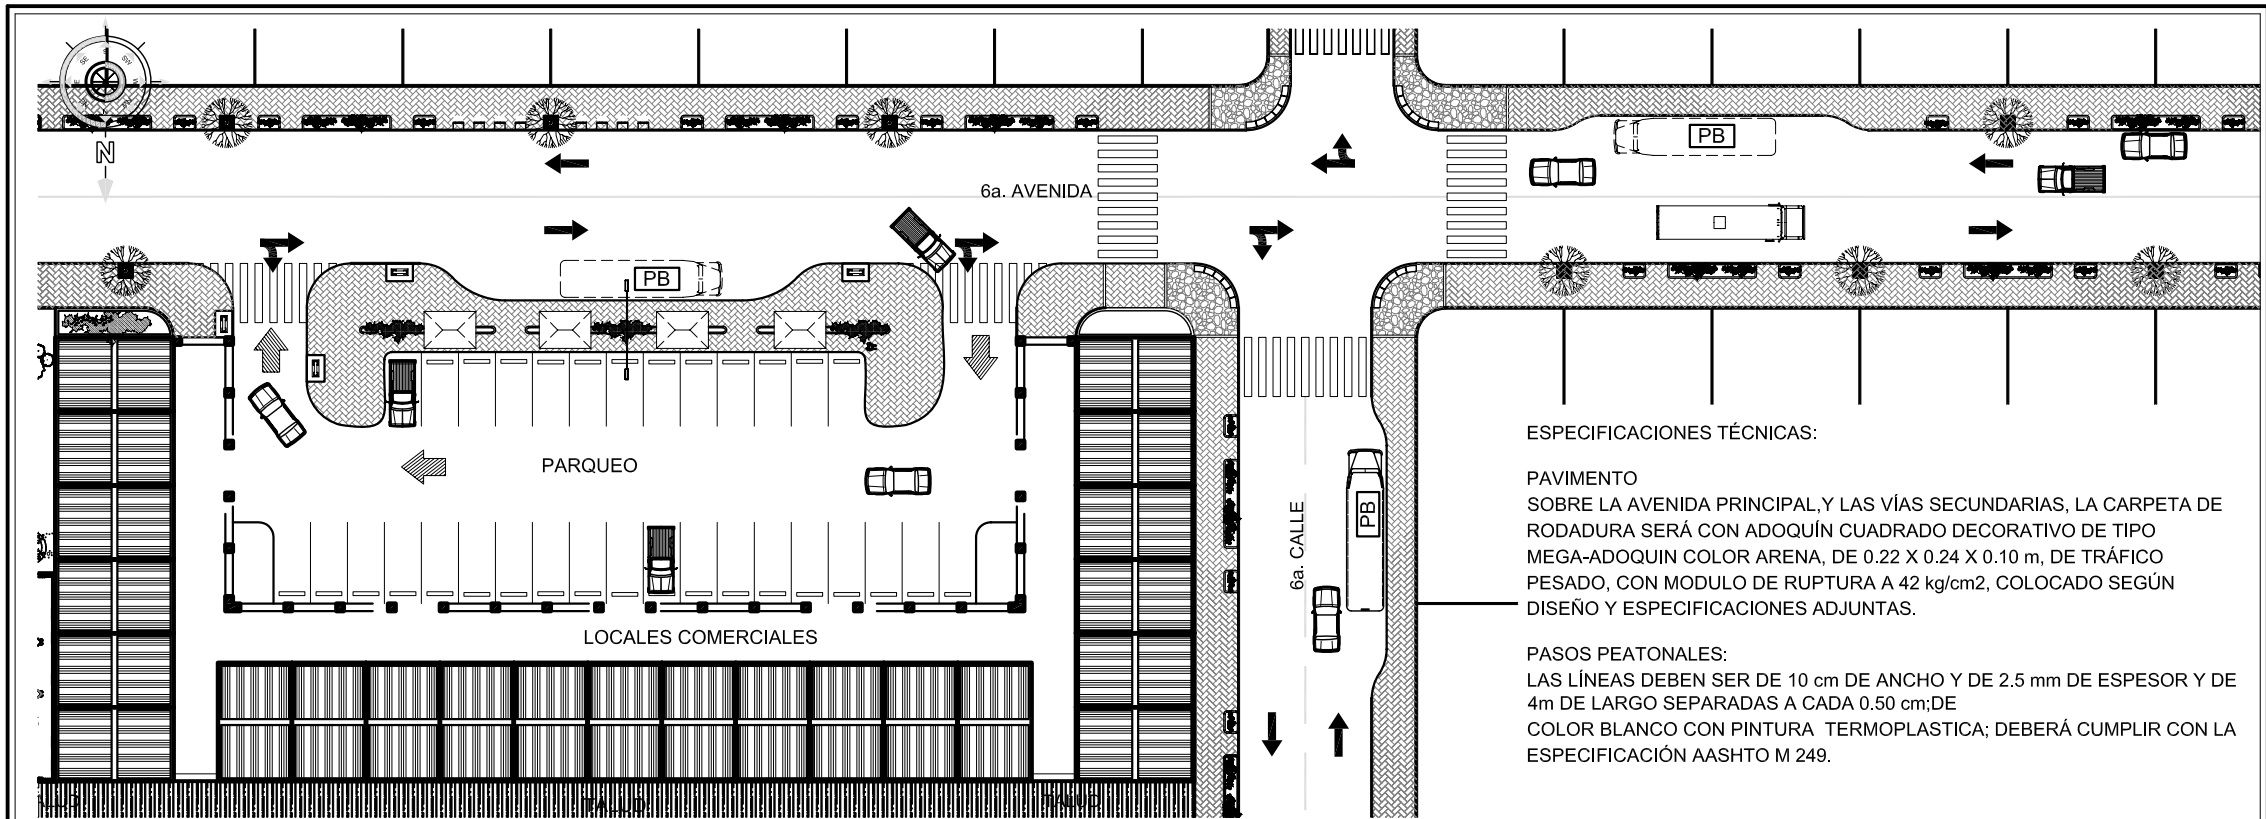 SE
SW
N
PB
6a. AVENIDA
PB
PARQUEO
PB
6a. CALLE
LOCALES COMERCIALES
TALUD
TALUD
ESPECIFICACIONES TÉCNICAS:
PAVIMENTO
SOBRE LA AVENIDA PRINCIPAL,Y LAS VÍAS SECUNDARIAS, LA CARPETA DE
RODADURA SERÁ CON ADOQUÍN CUADRADO DECORATIVO DE TIPO
MEGA-ADOQUIN COLOR ARENA, DE 0.22 X 0.24 X 0.10 m, DE TRÁFICO
PESADO, CON MODULO DE RUPTURA A 42 kg/cm2, COLOCADO SEGÚN
DISEÑO Y ESPECIFICACIONES ADJUNTAS.
PASOS PEATONALES:
LAS LÍNEAS DEBEN SER DE 10 cm DE ANCHO Y DE 2.5 mm DE ESPESOR Y DE
4m DE LARGO SEPARADAS A CADA 0.50 cm;DE
COLOR BLANCO CON PINTURA TERMOPLASTICA; DEBERÁ CUMPLIR CON LA
ESPECIFICACIÓN AASHTO M 249.